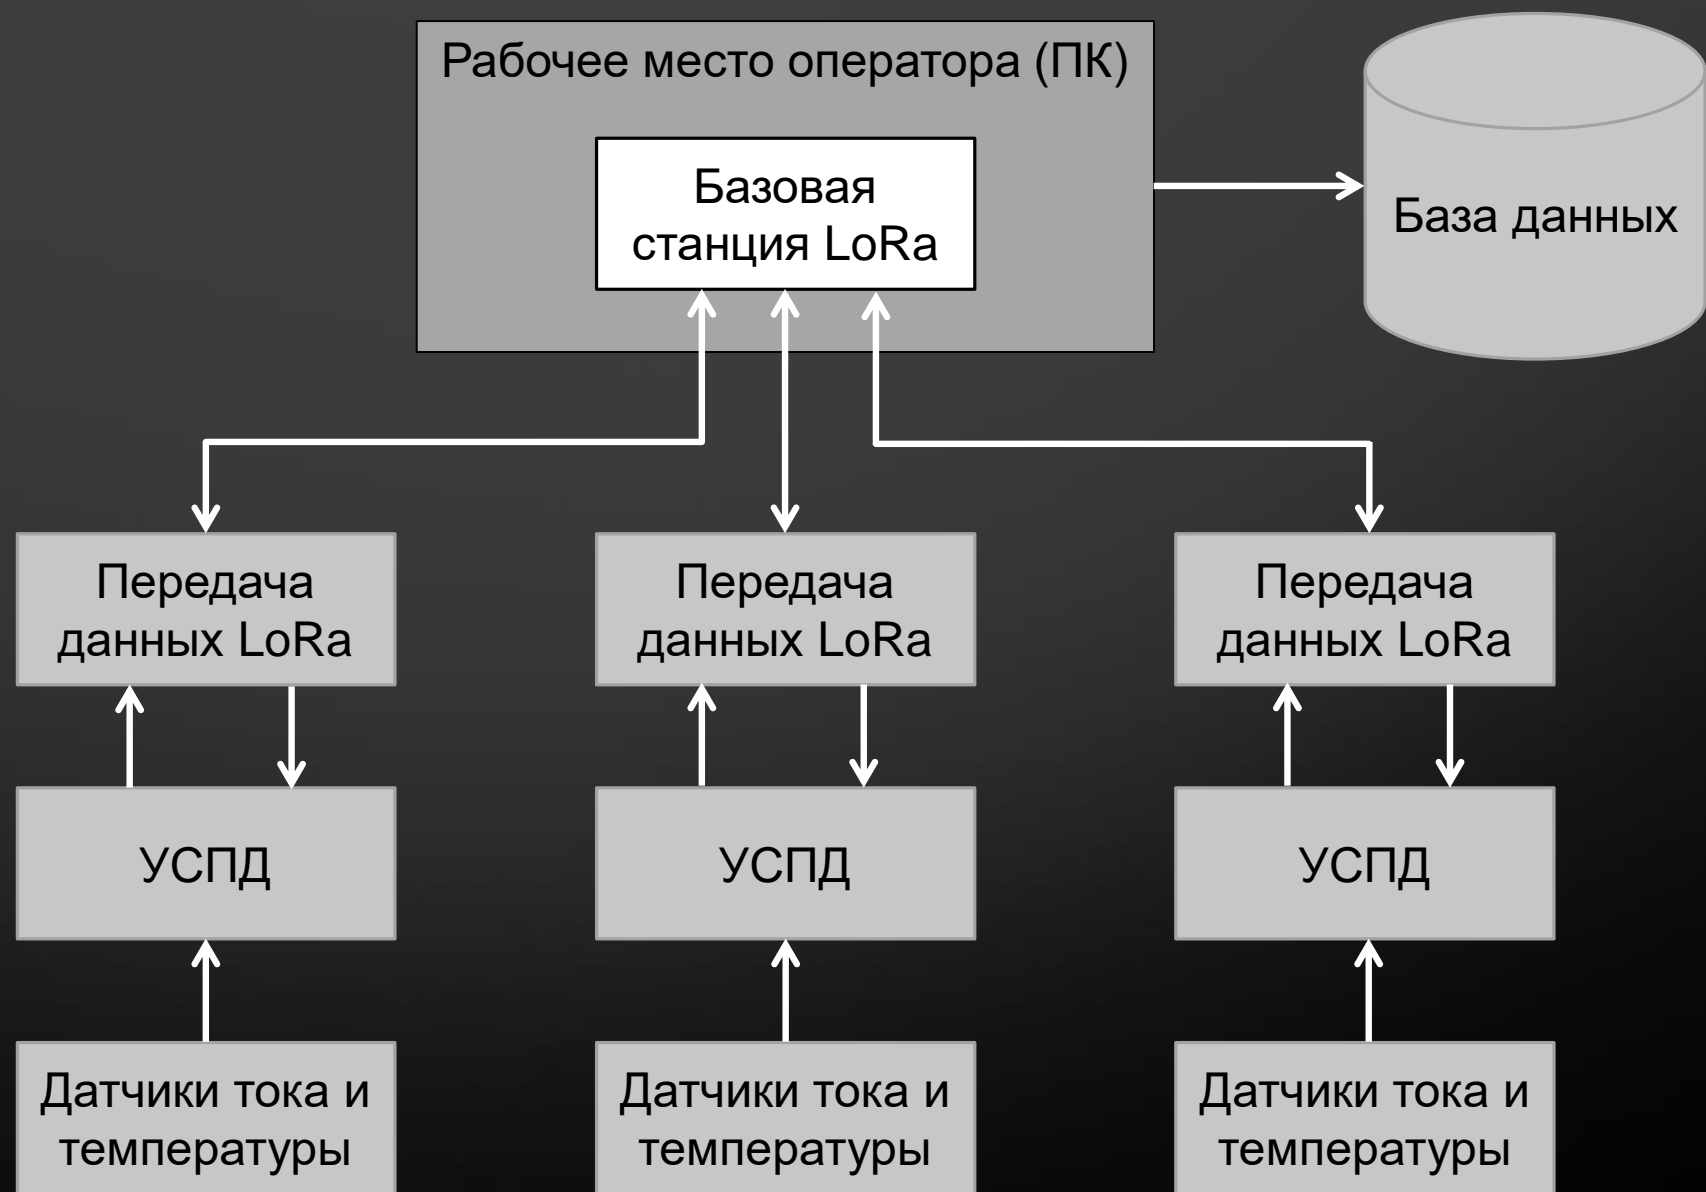 Рабочее место оператора (ПК)
Базовая
станция LoRa
База данных
Передача
данных LoRa
Передача
данных LoRa
Передача
данных LoRa
УСПД
УСПД
УСПД
Датчики тока и
температуры
Датчики тока и
температуры
Датчики тока и
температуры